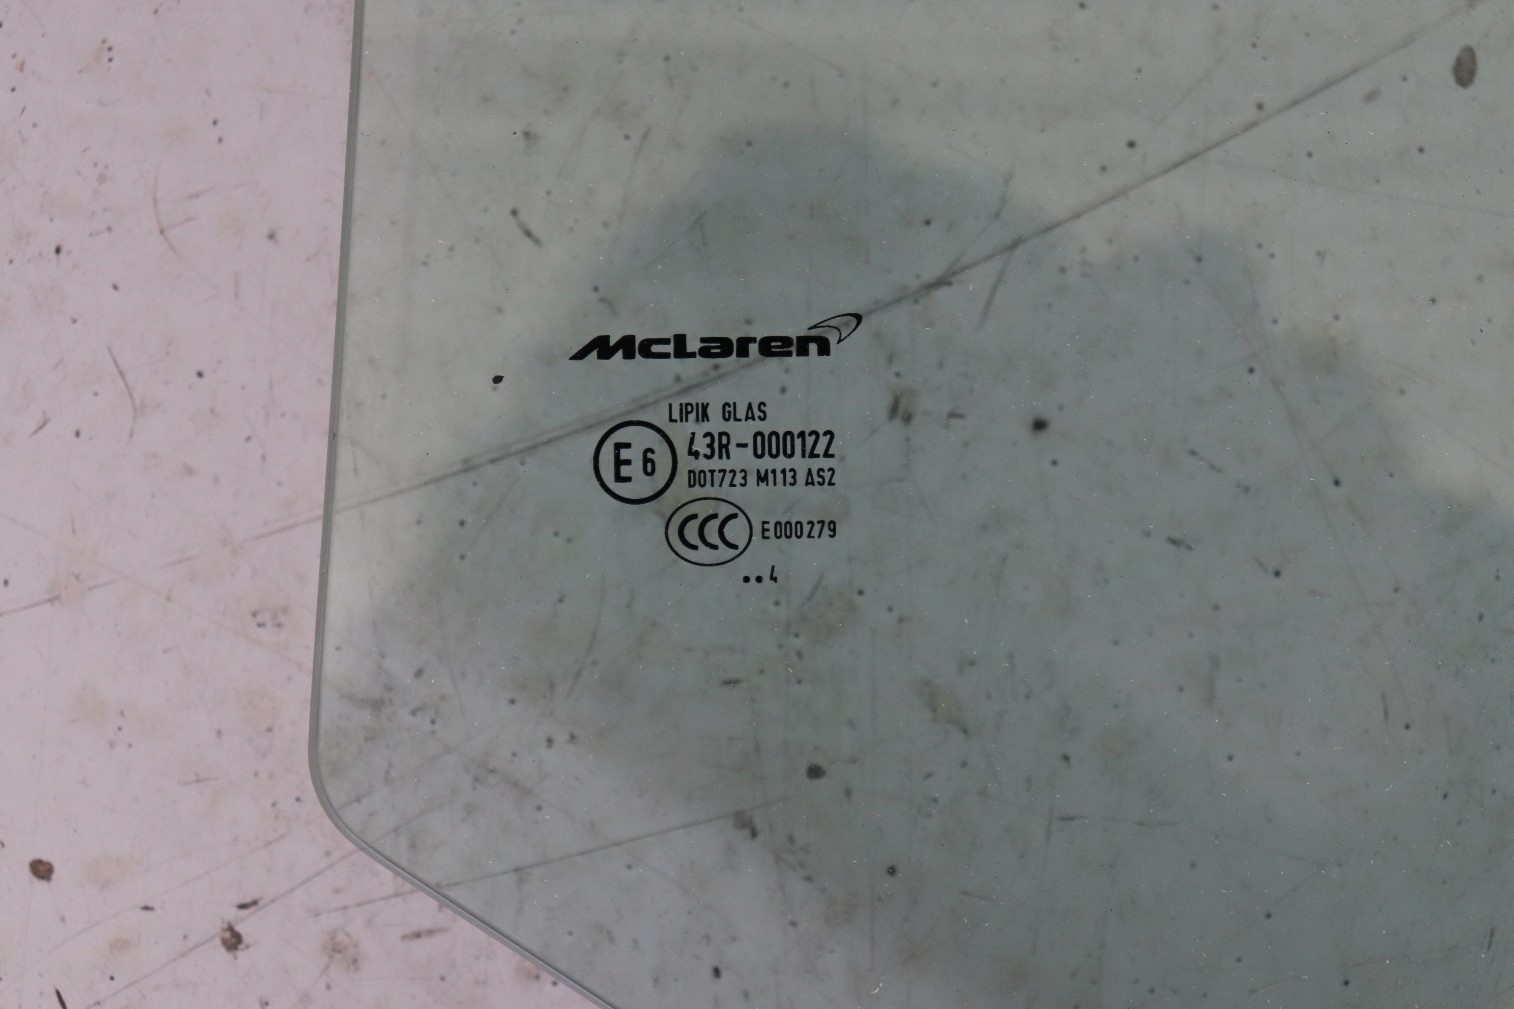 McLaren
LIPIK GLAS
E6 43R-000122
DOT723 M113 AS2
CCC E000279
..4